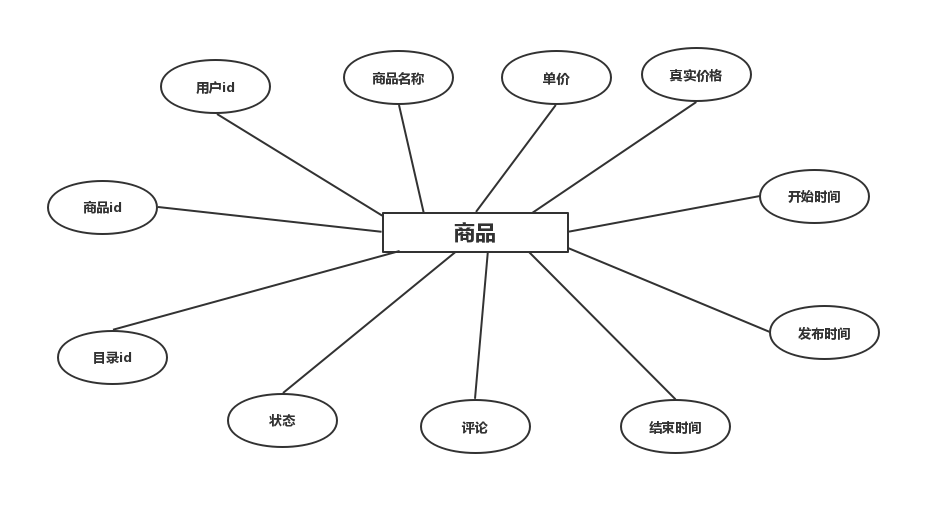 用户id
商品名称
单价
真实价格
商品id
开始时间
商品
目录id
发布时间
状态
评论
结束时间